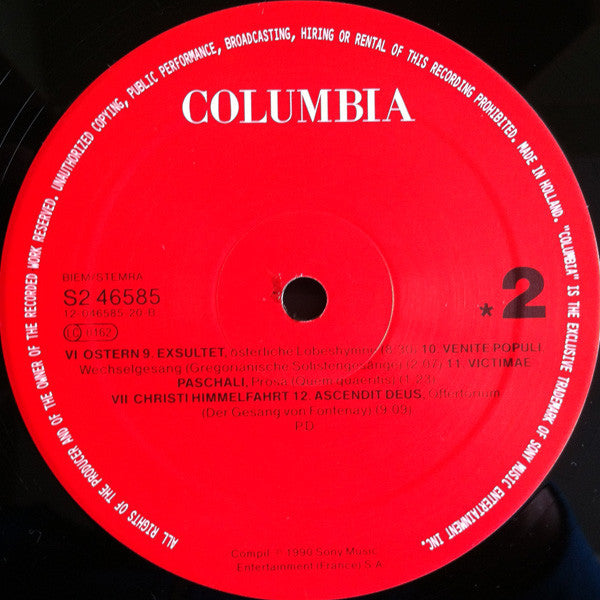 ALL RIGHTS OF THE PRODUCER AND OF THE OWNER OF THE RECORDED WORK RESERVED. UNAUTHORIZED COPYING, PUBLIC PERFORMANCE, BROADCASTING, HIRING OR RENTAL OF THIS RECORDING PROHIBITED. MADE IN HOLLAND. "COLUMBIA" IS THE EXCLUSIVE TRADEMARK OF SONY MUSIC ENTERTAINMENT INC.
COLUMBIA
BIEM/STEMRA
S2 46585
12-046585-20 B
LC 1162
* 2
VI OSTERN 9. EXSULTET, österliche Lobeshymne (8/30) 10. VENITE POPULI,
Wechselgesang (Gregorianische Solistengesänge) (2:07) 11. VICTIMAE
PASCHALI, Prosa (Quem quaeritis) (1:23)
VII CHRISTI HIMMELFAHRT 12. ASCENDIT DEUS, Offertorium
(Der Gesang von Fontenay) (9:09)
P.D.
Compil. ℗ 1990 Sony Music
Entertainment (France) S.A.